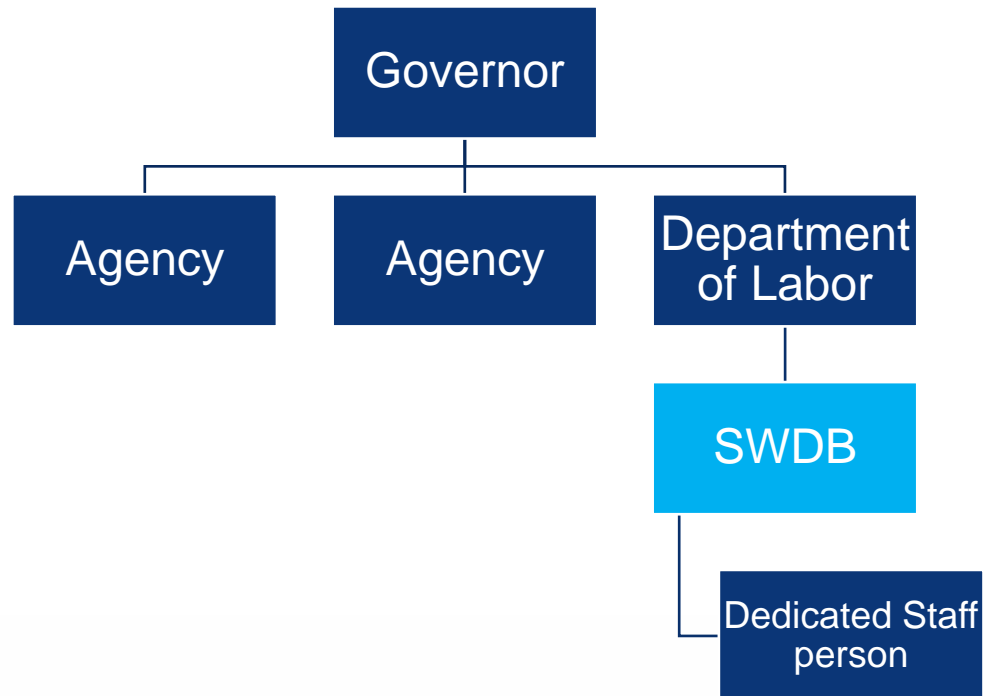 Governor
Agency
Agency
Department
of Labor
SWDB
Dedicated Staff
person